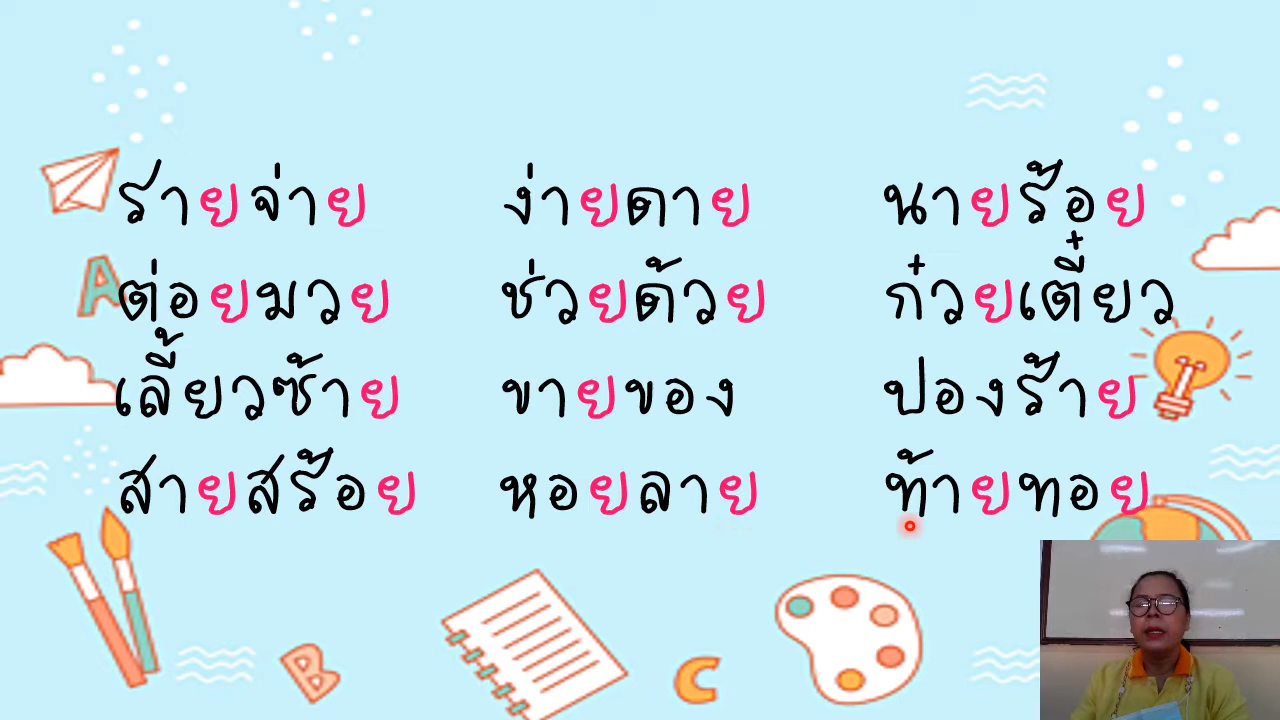 รายจ่าย ง่ายดาย นายร้อย
ต่อยมวย ช่วยด้วย ก๋วยเตี๋ยว
เลี้ยวซ้าย ขายของ ปองร้าย
สายสร้อย หอยลาย ท้ายทอย
A
B
C